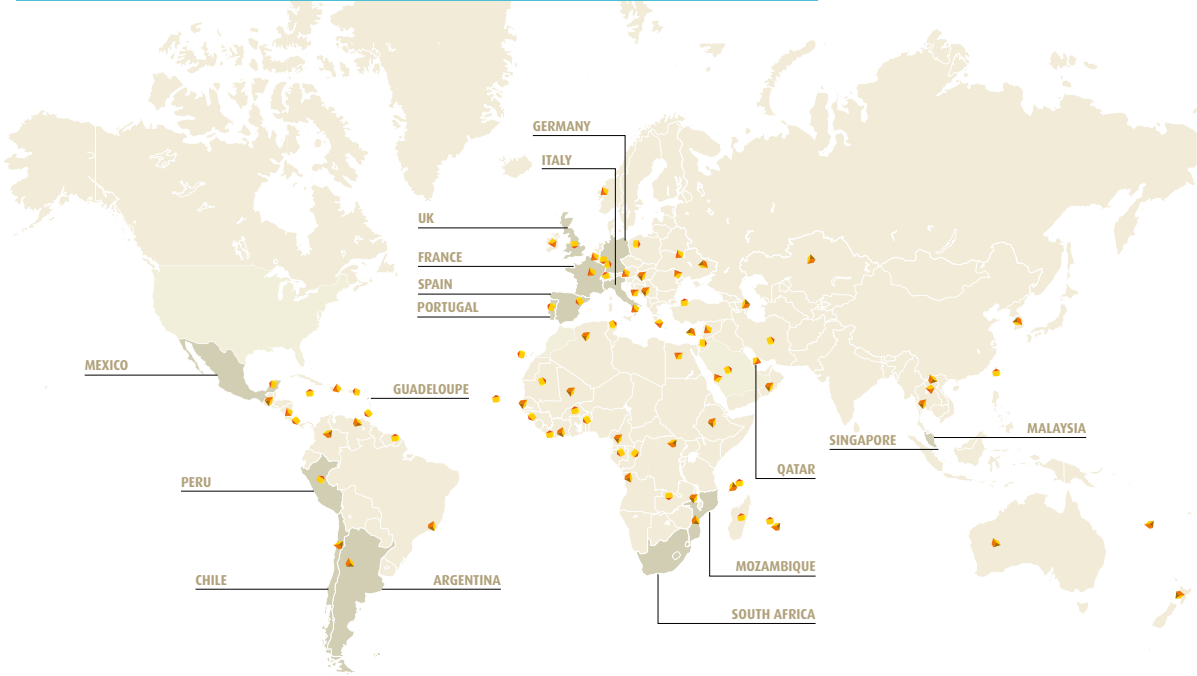 GERMANY
ITALY
UK
FRANCE
SPAIN
PORTUGAL
MEXICO
GUADELOUPE
MALAYSIA
SINGAPORE
QATAR
PERU
MOZAMBIQUE
CHILE
ARGENTINA
SOUTH AFRICA